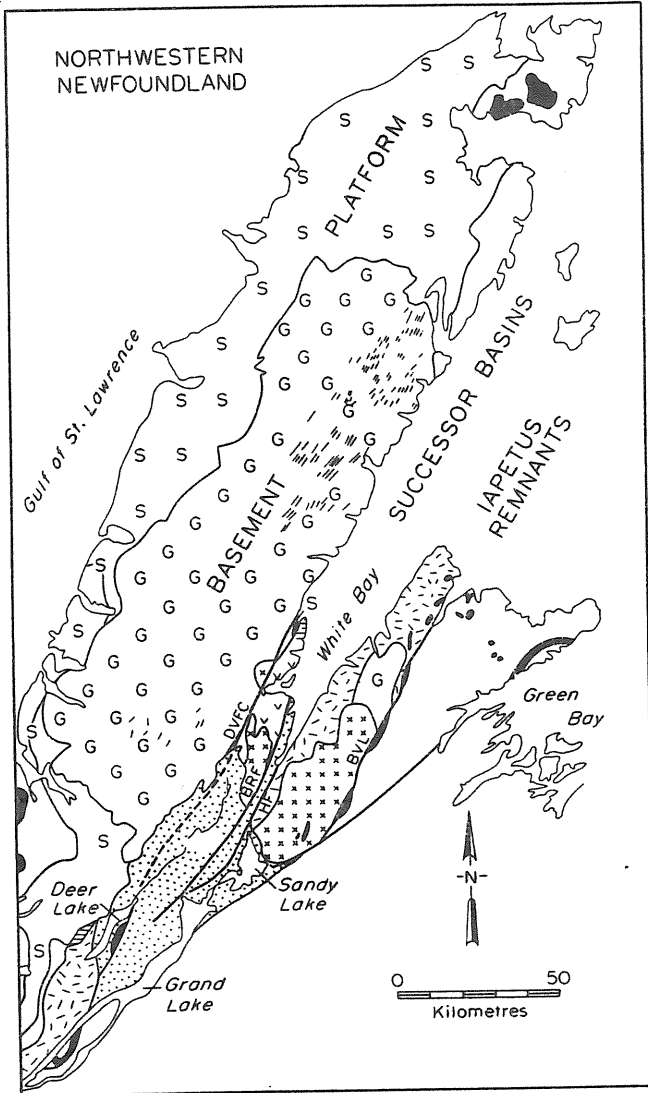 NORTHWESTERN
NEWFOUNDLAND
S S
S S
PLATFORM
S S
S S S
S
G
G G G
S
G G G
G G
S S
G
G G
S S
G
G
S
G G
BASEMENT
G G G
G G G
S
G G G G
S
G G G G
S
G G G
G G G
G G G G
S
G G G
G
S
S
Gulf of St. Lawrence
SUCCESSOR BASINS
IAPETUS
REMNANTS
White Bay
G
Green
Bay
DVFC
BRF
HFT
BVL
Deer
Lake
Sandy
Lake
Grand
Lake
-N-
0 50
Kilometres